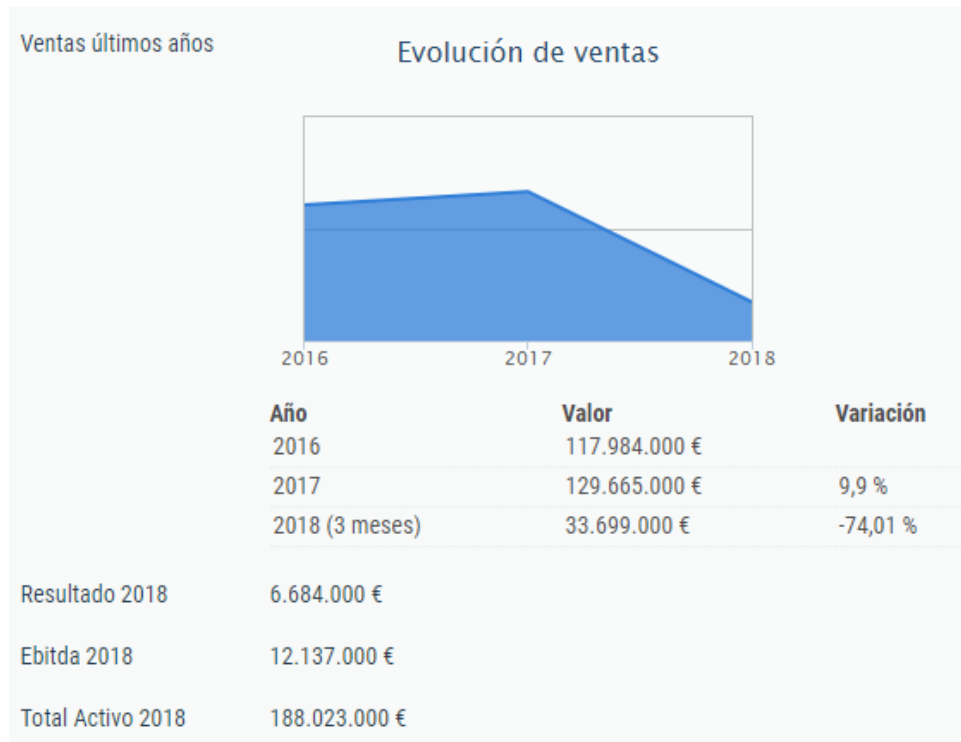 Ventas últimos años
Evolución de ventas
2016 2017 2018
Año Valor Variación
2016 117.984.000 €
2017 129.665.000 € 9,9 %
2018 (3 meses) 33.699.000 € -74,01 %
Resultado 2018 6.684.000 €
Ebitda 2018 12.137.000 €
Total Activo 2018 188.023.000 €